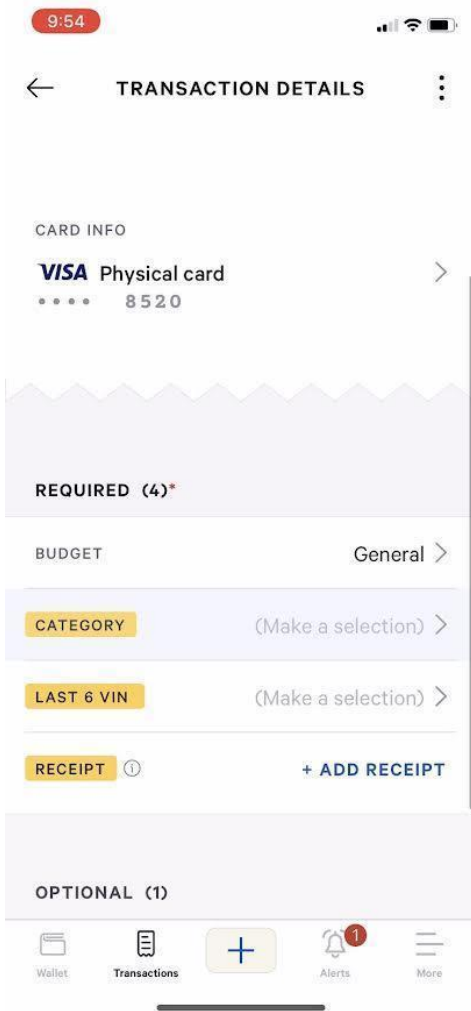 9:54
TRANSACTION DETAILS
CARD INFO
VISA Physical card
•••• 8520
REQUIRED (4)*
BUDGET General
CATEGORY (Make a selection)
LAST 6 VIN (Make a selection)
RECEIPT + ADD RECEIPT
OPTIONAL (1)
1
Wallet Transactions Alerts More